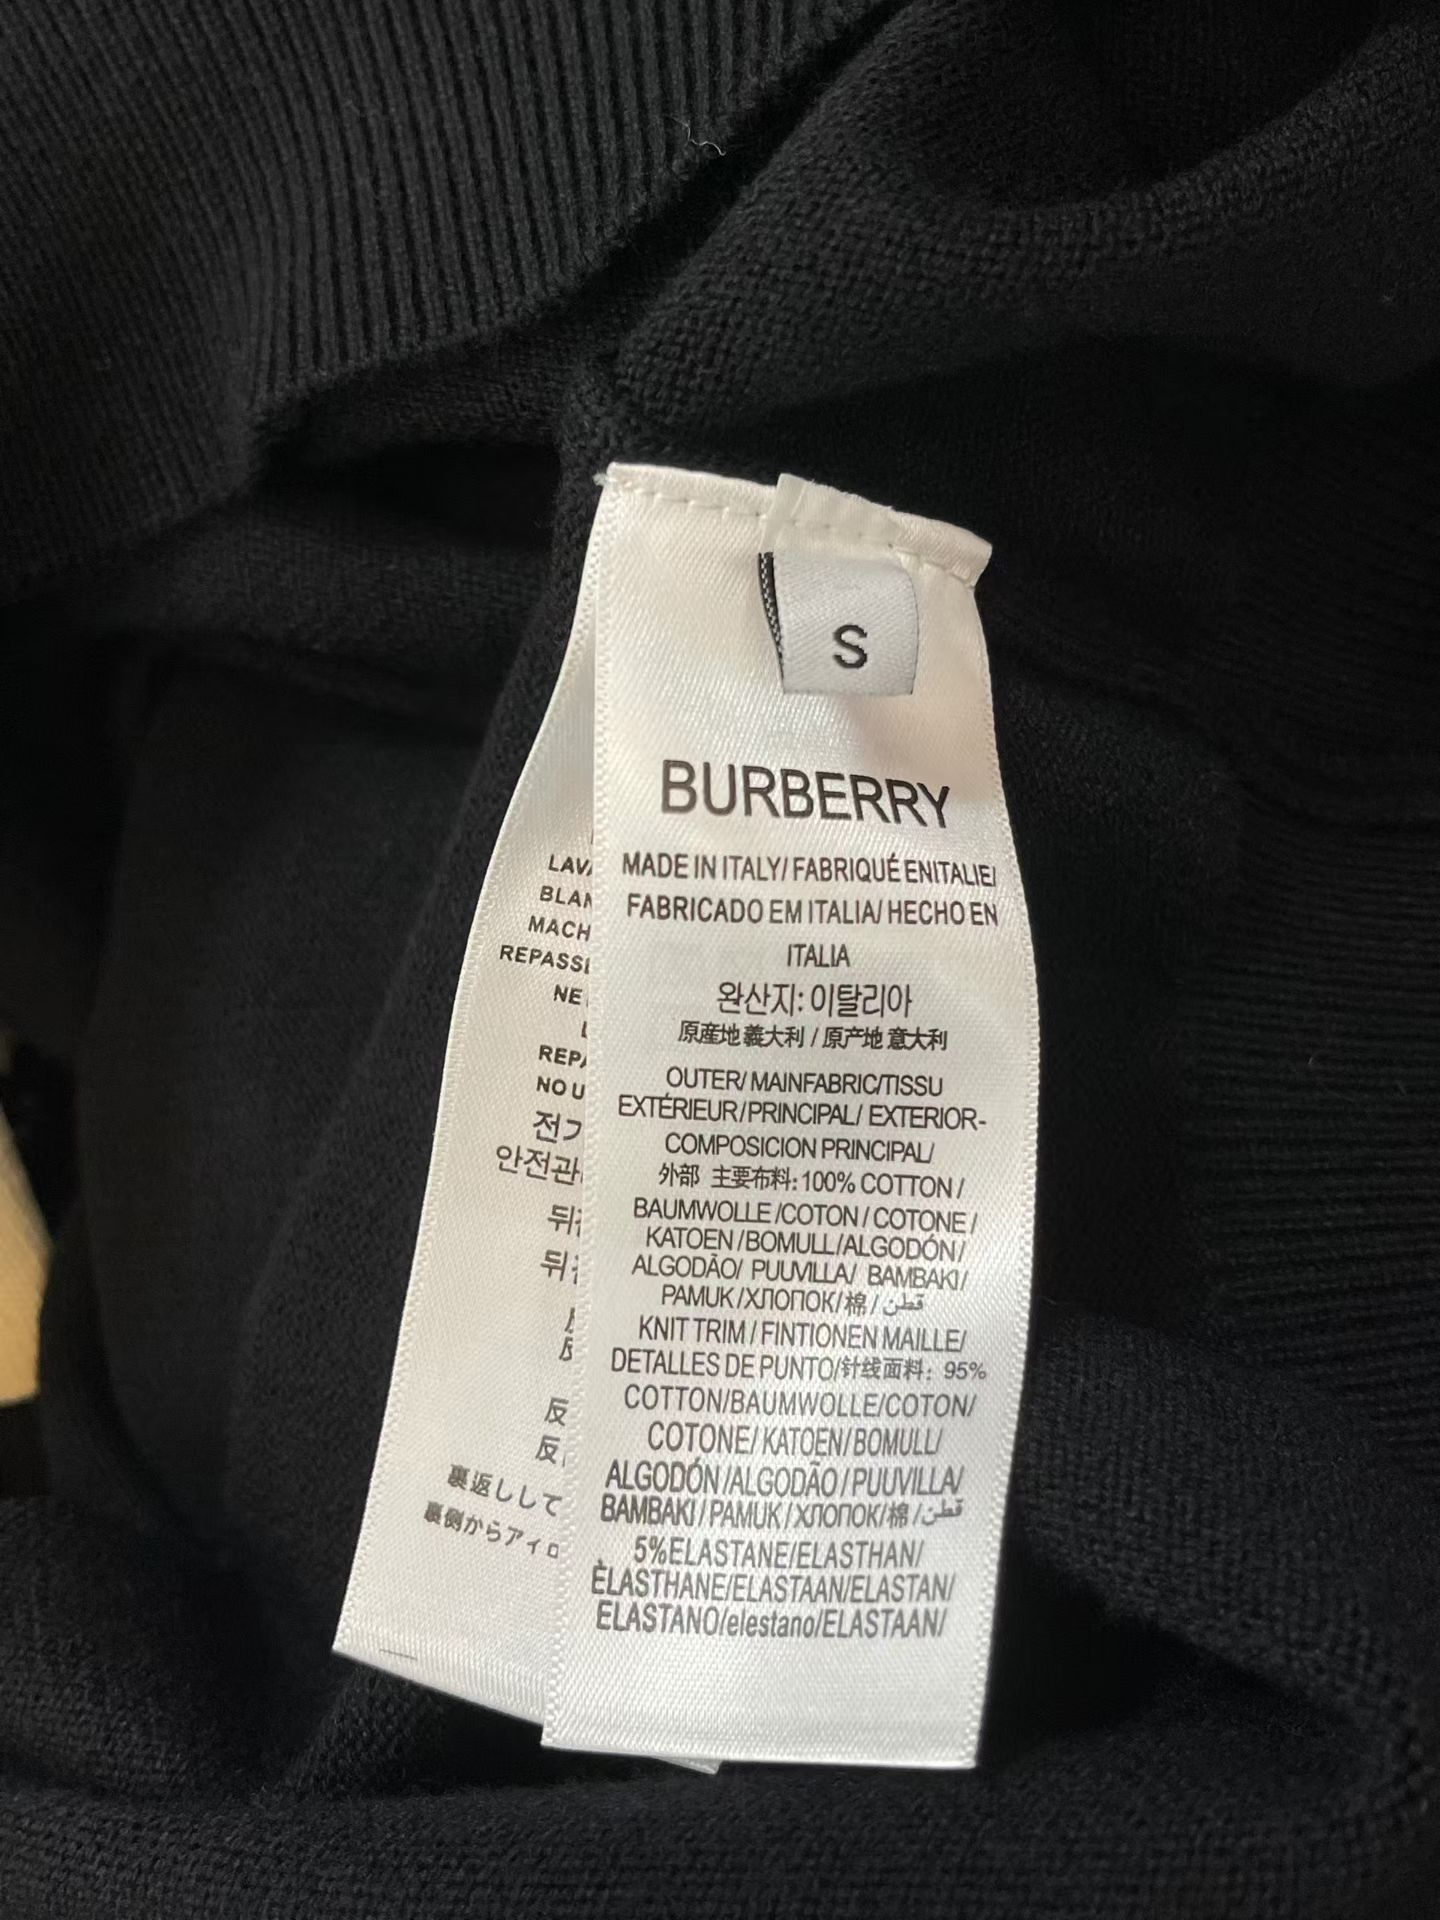 S
BURBERRY
MADE IN ITALY/ FABRIQUÉ ENITALIE/
FABRICADO EM ITALIA/ HECHO EN
ITALIA
완산지: 이탈리아
原産地 義大利 / 原产地 意大利
OUTER/ MAINFABRIC/TISSU
EXTÉRIEUR/PRINCIPAL/ EXTERIOR-
COMPOSICION PRINCIPAL/
外部 主要布料: 100% COTTON /
BAUMWOLLE /COTON / COTONE /
KATOEN /BOMULL/ALGODÓN /
ALGODÃO/ PUUVILLA/ BAMBAKI/
PAMUK /ХЛОПОК/棉 / قطن
KNIT TRIM / FINTIONEN MAILLE/
DETALLES DE PUNTO/针线面料: 95%
COTTON/BAUMWOLLE/COTON/
COTONE/ KATOEN/ BOMULL/
ALGODÓN /ALGODÃO / PUUVILLA/
BAMBAKI / PAMUK / ХЛОПОК/棉 /قطن
5%ELASTANE/ELASTHAN/
ÈLASTHANE/ELASTAAN/ELASTAN/
ELASTANO/elestano/ELASTAAN/
LAVA
BLAN
MACH
REPASSE
NE
REPA
NO U
전기
안전관
뒤
뒤
反
反
裏返しして
裏側からアイロ